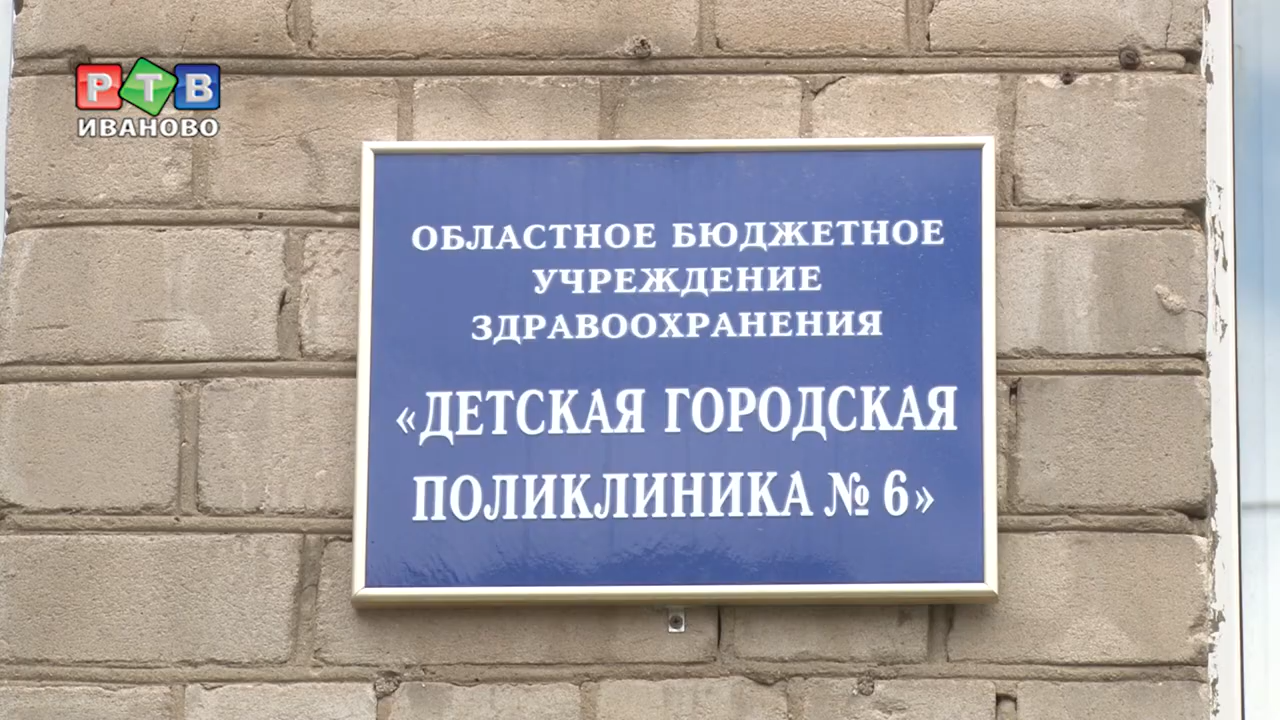 РТВ
ИВАНОВО
ОБЛАСТНОЕ БЮДЖЕТНОЕ
УЧРЕЖДЕНИЕ
ЗДРАВООХРАНЕНИЯ
«ДЕТСКАЯ ГОРОДСКАЯ
ПОЛИКЛИНИКА № 6»